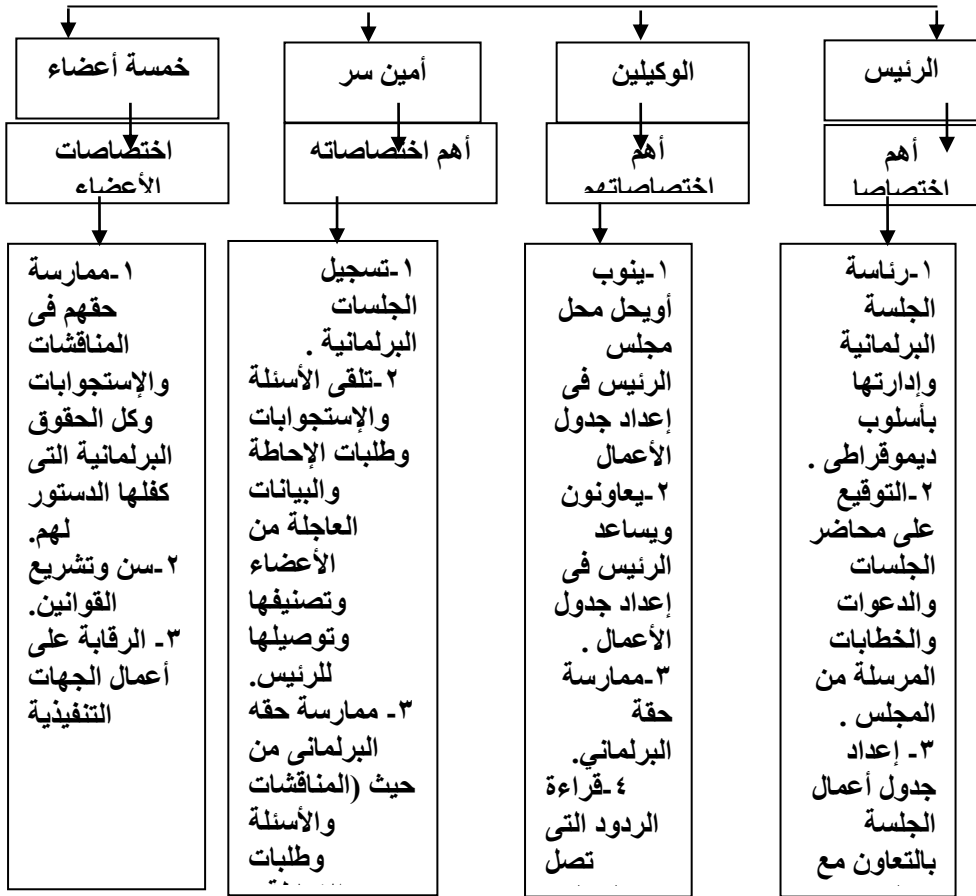 الرئيس
الوكيلين
أمين سر
خمسة أعضاء
أهم
اختصاصا
أهم
اختصاصاتهم
أهم اختصاصاته
اختصاصات
الأعضاء
١-رئاسة
الجلسة
البرلمانية
وإدارتها
بأسلوب
ديموقراطى .
٢-التوقيع
على محاضر
الجلسات
والدعوات
والخطابات
المرسلة من
المجلس .
٣- إعداد
جدول أعمال
الجلسة
بالتعاون مع
١-ينوب
أويحل محل
مجلس
الرئيس فى
إعداد جدول
الأعمال
٢-يعاونون
ويساعد
الرئيس فى
إعداد جدول
الأعمال .
٣-ممارسة
حقة
البرلماني.
٤-قراءة
الردود التى
تصل
١-تسجيل
الجلسات
البرلمانية .
٢-تلقى الأسئلة
والإستجوابات
وطلبات الإحاطة
والبيانات
العاجلة من
الأعضاء
وتصنيفها
وتوصيلها
للرئيس.
٣- ممارسة حقه
البرلمانى من
حيث (المناقشات
والأسئلة
وطلبات
١-ممارسة
حقهم فى
المناقشات
والإستجوابات
وكل الحقوق
البرلمانية التى
كفلها الدستور
لهم.
٢-سن وتشريع
القوانين.
٣- الرقابة على
أعمال الجهات
التنفيذية